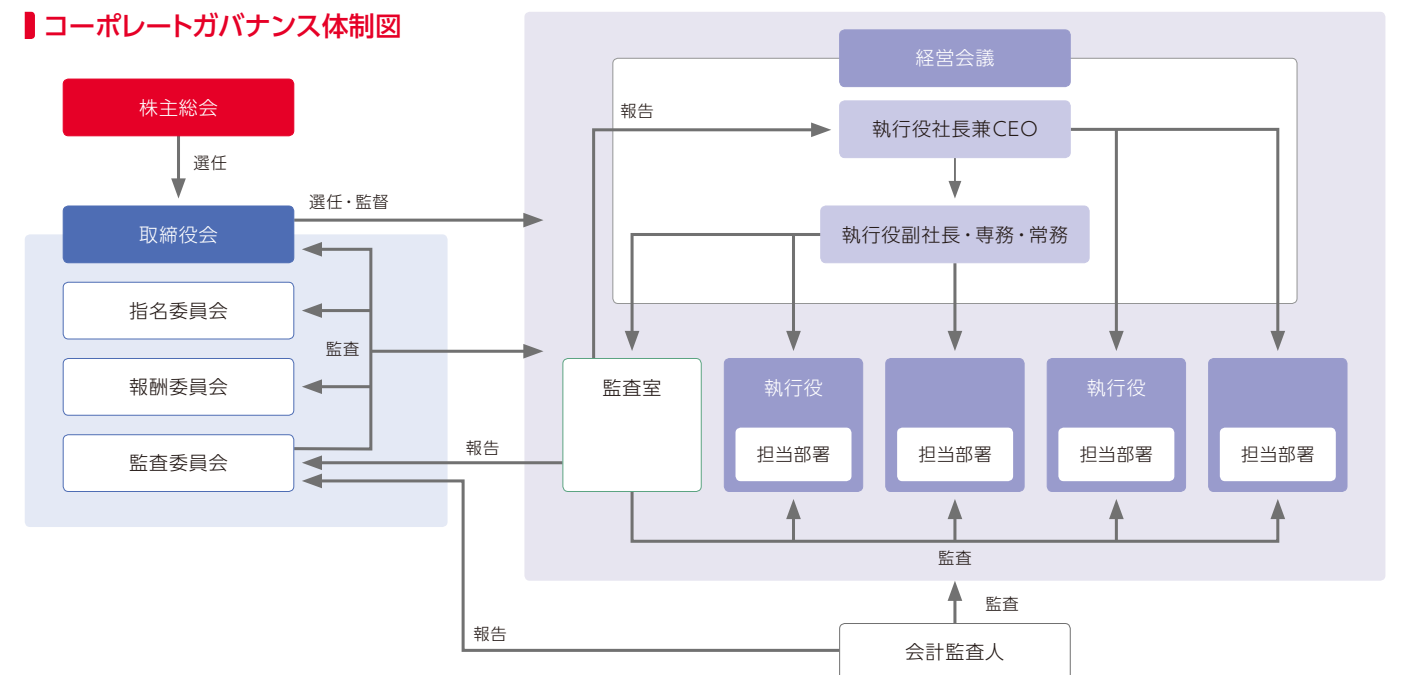 コーポレートガバナンス体制図
株主総会
選任
取締役会
選任・監督
指名委員会
報酬委員会
監査委員会
監査
経営会議
報告
執行役社長兼CEO
執行役副社長・専務・常務
監査室
執行役
担当部署
担当部署
執行役
担当部署
担当部署
報告
監査
監査
報告
会計監査人